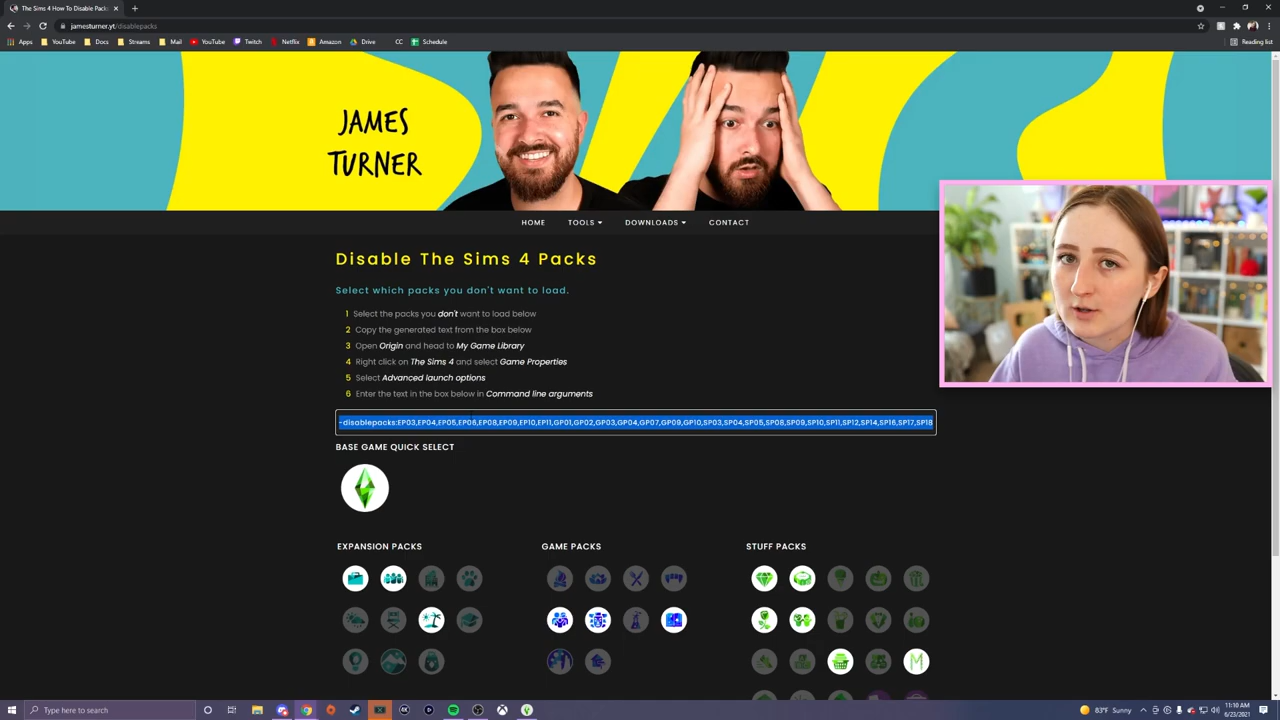 The Sims 4 How To Disable Pack
jamesturner.yt/disablepacks
Apps YouTube Docs Streams Mail YouTube Twitch Netflix Amazon Drive CC Schedule Reading list
JAMES
TURNER
HOME TOOLS DOWNLOADS CONTACT
Disable The Sims 4 Packs
Select which packs you don't want to load.
1 Select the packs you don't want to load below
2 Copy the generated text from the box below
3 Open Origin and head to My Game Library
4 Right click on The Sims 4 and select Game Properties
5 Select Advanced launch options
6 Enter the text in the box below in Command line arguments
-disablepacks:EP03,EP04,EP05,EP06,EP08,EP09,EP10,EP11,GP01,GP02,GP03,GP04,GP07,GP09,GP10,SP03,SP04,SP05,SP08,SP09,SP10,SP11,SP12,SP14,SP16,SP17,SP18
BASE GAME QUICK SELECT
EXPANSION PACKS GAME PACKS STUFF PACKS
Type here to search
83°F Sunny
11:10 AM
6/23/2021